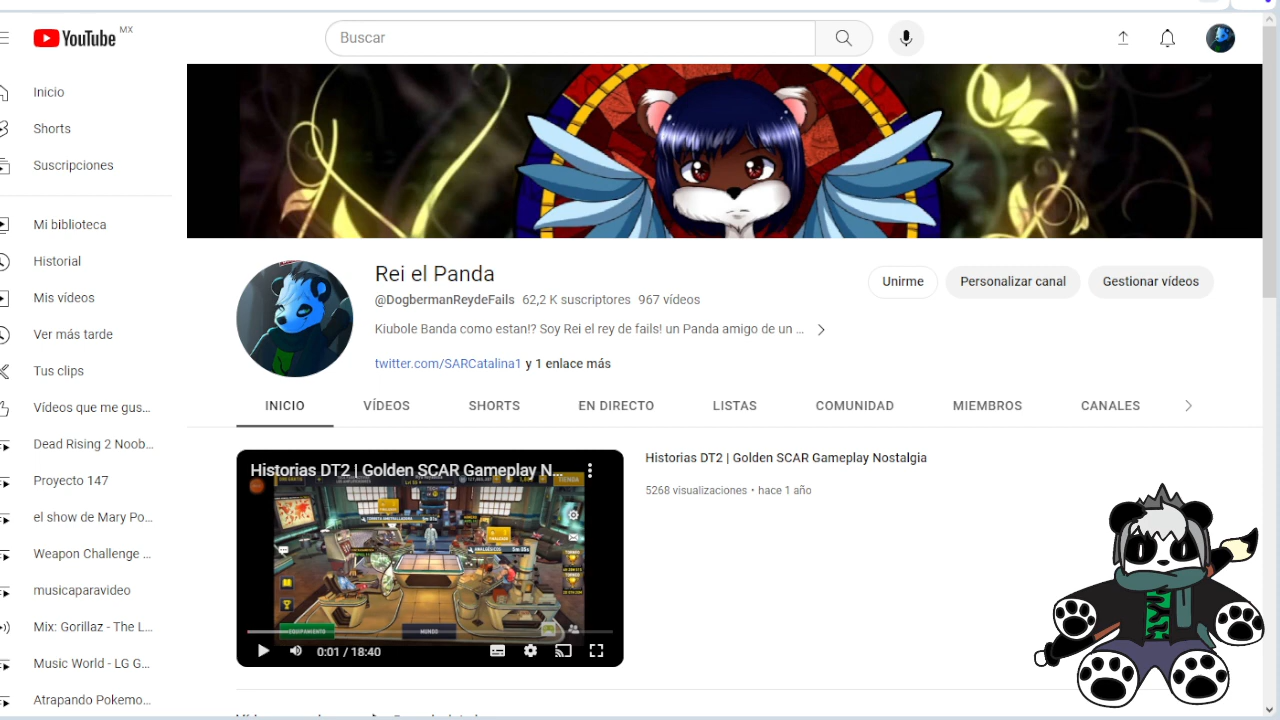 YouTube MX
Buscar
Inicio
Shorts
Suscripciones
Mi biblioteca
Historial
Mis vídeos
Ver más tarde
Tus clips
Vídeos que me gus...
Dead Rising 2 Noob...
Proyecto 147
el show de Mary Po...
Weapon Challenge ...
musicaparavideo
Mix: Gorillaz - The L...
Music World - LG G...
Atrapando Pokemo...
Rei el Panda
@DogbermanReydeFails 62,2 K suscriptores 967 vídeos
Kiubole Banda como estan!? Soy Rei el rey de fails! un Panda amigo de un ...
twitter.com/SARCatalina1 y 1 enlace más
Unirme
Personalizar canal
Gestionar vídeos
INICIO
VÍDEOS
SHORTS
EN DIRECTO
LISTAS
COMUNIDAD
MIEMBROS
CANALES
Historias DT2 | Golden SCAR Gameplay N...
TIENDA
EQUIPAMIENTO
MUNDO
0:01 / 18:40
Historias DT2 | Golden SCAR Gameplay Nostalgia
5268 visualizaciones • hace 1 año